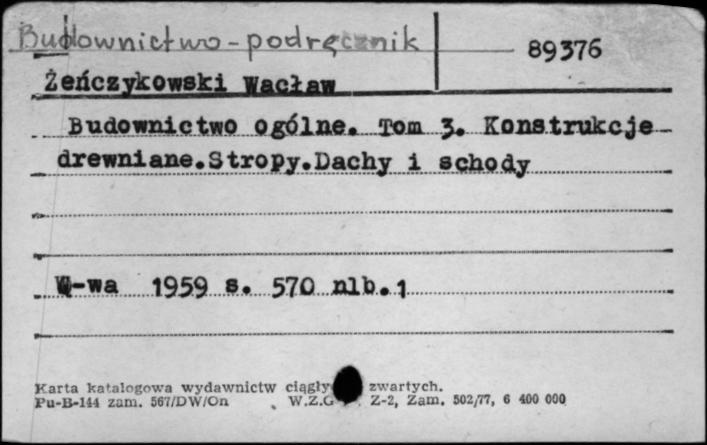 Budownictwo - podręcznik
89376
Żeńczykowski Wacław
Budownictwo ogólne. Tom 3. Konstrukcje
drewniane.Stropy.Dachy i schody
W-wa 1959 s. 570 nlb.1
Karta katalogowa wydawnictw zwartych.
Pu-B-144 zam. 567/DW/On Z-2, Zam. 502/77, 6 400 000